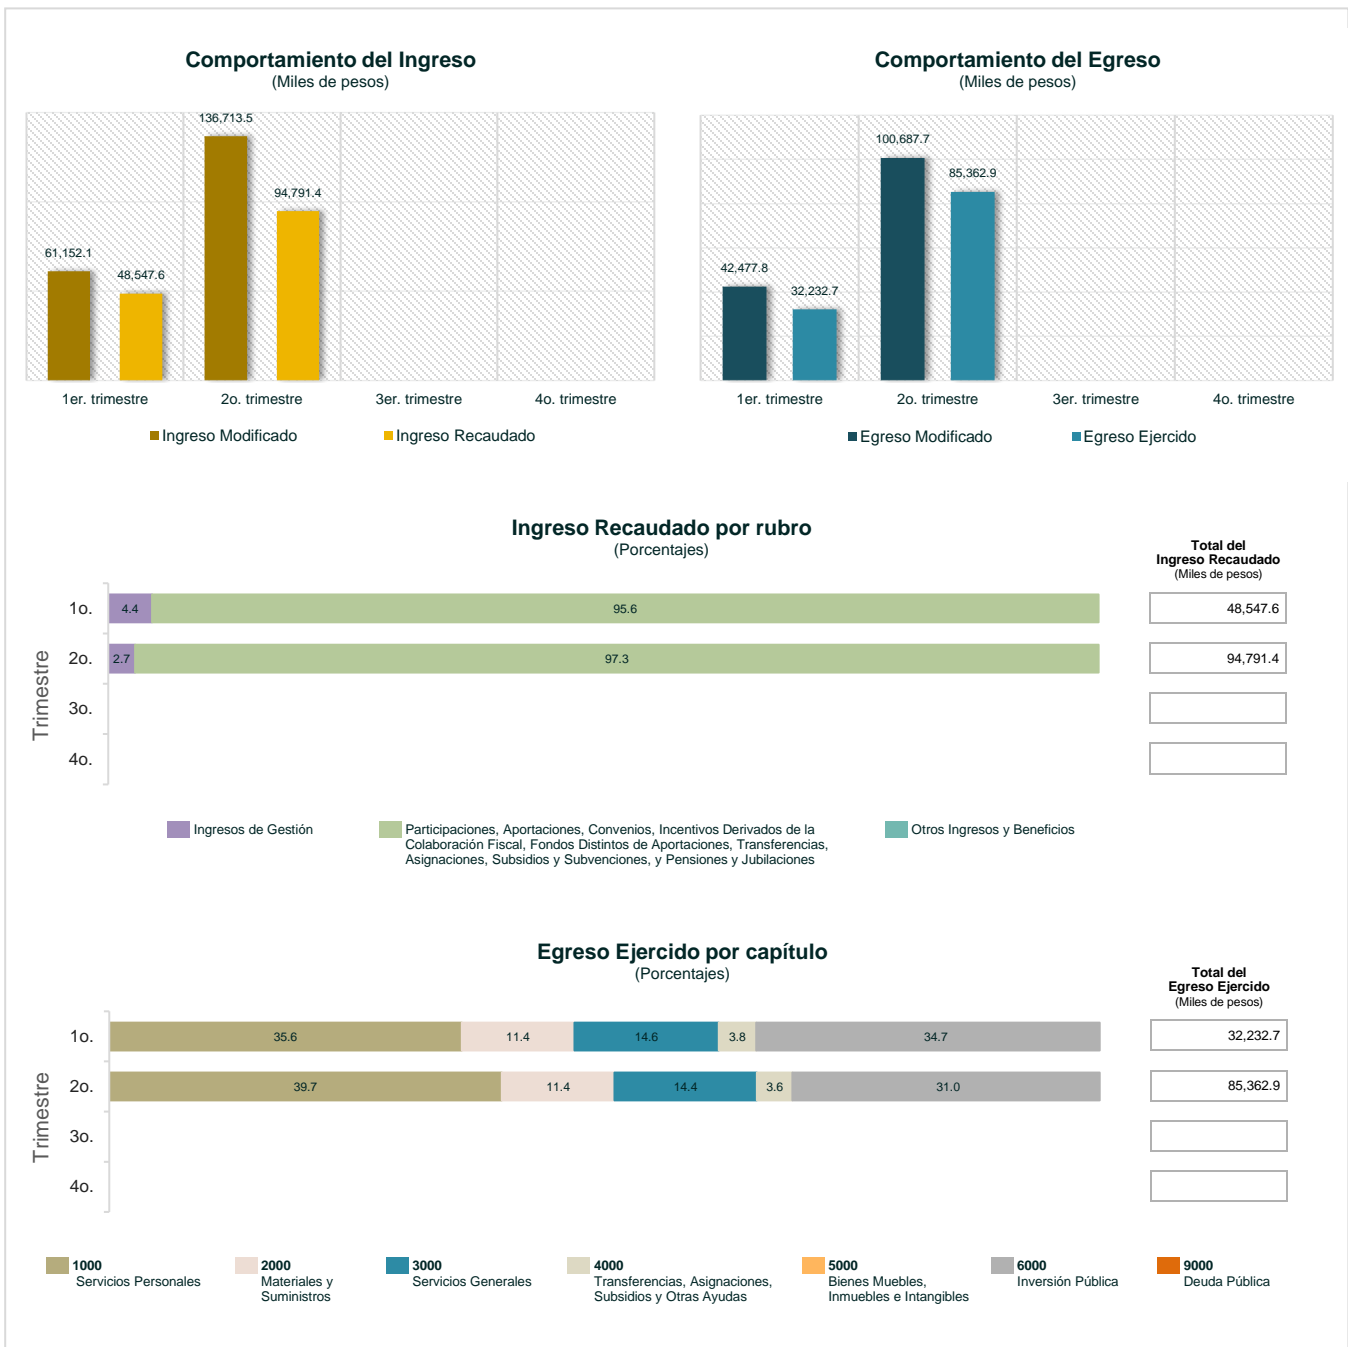 Comportamiento del Ingreso
(Miles de pesos)
136,713.5
94,791.4
61,152.1
48,547.6
1er. trimestre
2o. trimestre
3er. trimestre
4o. trimestre
Ingreso Modificado
Ingreso Recaudado
Comportamiento del Egreso
(Miles de pesos)
100,687.7
85,362.9
42,477.8
32,232.7
1er. trimestre
2o. trimestre
3er. trimestre
4o. trimestre
Egreso Modificado
Egreso Ejercido
Ingreso Recaudado por rubro
(Porcentajes)
Total del
Ingreso Recaudado
(Miles de pesos)
Trimestre
1o.
4.4
95.6
48,547.6
2o.
2.7
97.3
94,791.4
3o.
4o.
Ingresos de Gestión
Participaciones, Aportaciones, Convenios, Incentivos Derivados de la
Colaboración Fiscal, Fondos Distintos de Aportaciones, Transferencias,
Asignaciones, Subsidios y Subvenciones, y Pensiones y Jubilaciones
Otros Ingresos y Beneficios
Egreso Ejercido por capítulo
(Porcentajes)
Total del
Egreso Ejercido
(Miles de pesos)
Trimestre
1o.
35.6
11.4
14.6
3.8
34.7
32,232.7
2o.
39.7
11.4
14.4
3.6
31.0
85,362.9
3o.
4o.
1000
Servicios Personales
2000
Materiales y
Suministros
3000
Servicios Generales
4000
Transferencias, Asignaciones,
Subsidios y Otras Ayudas
5000
Bienes Muebles,
Inmuebles e Intangibles
6000
Inversión Pública
9000
Deuda Pública